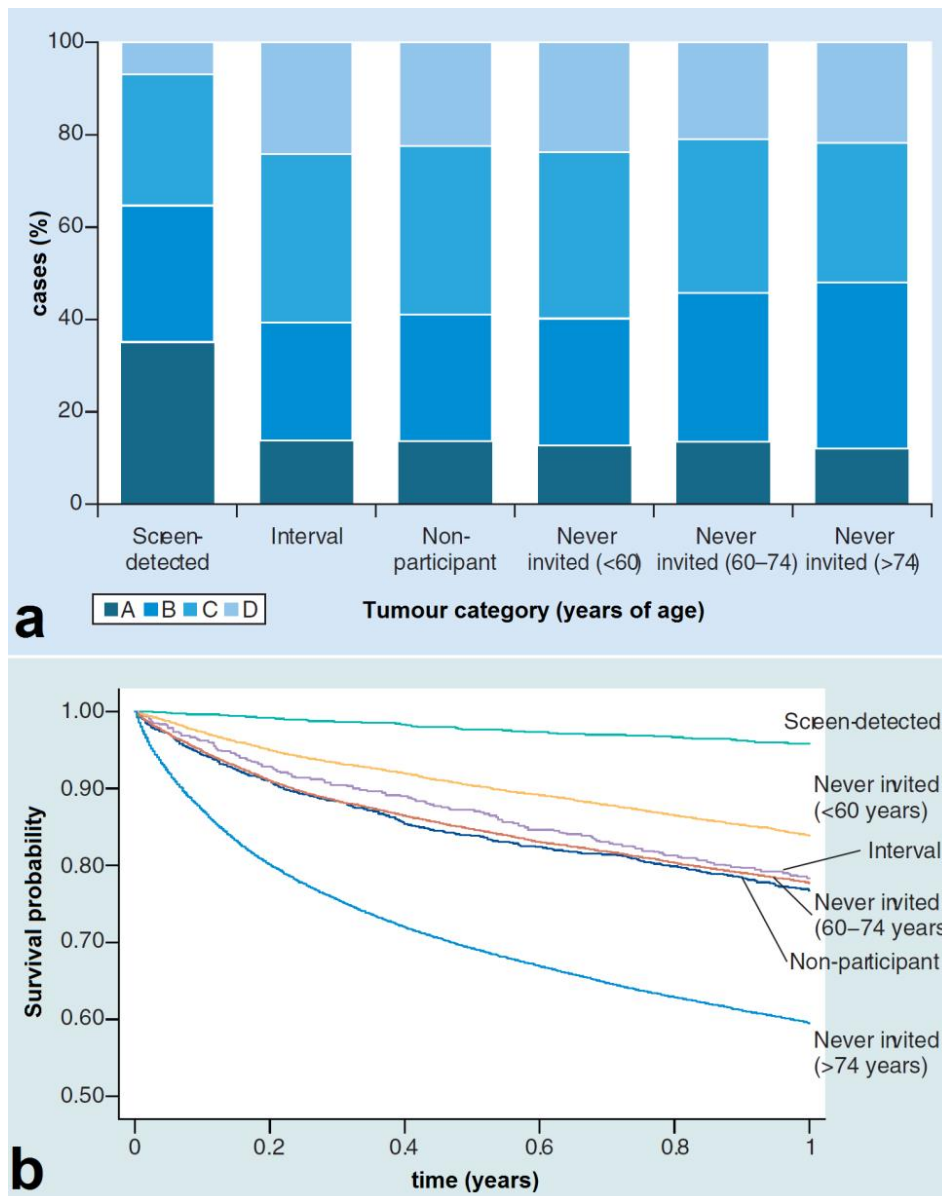 100
80
60
40
20
0
cases (%)
Screen-
detected
Interval
Non-
participant
Never
invited (<60)
Never
invited (60–74)
Never
invited (>74)
A B C D
Tumour category (years of age)
a
1.00
0.90
0.80
0.70
0.60
0.50
Survival probability
Screen-detected
Never invited
(<60 years)
Interval
Never invited
(60–74 years
Non-participant
Never invited
(>74 years)
0 0.2 0.4 0.6 0.8 1
time (years)
b